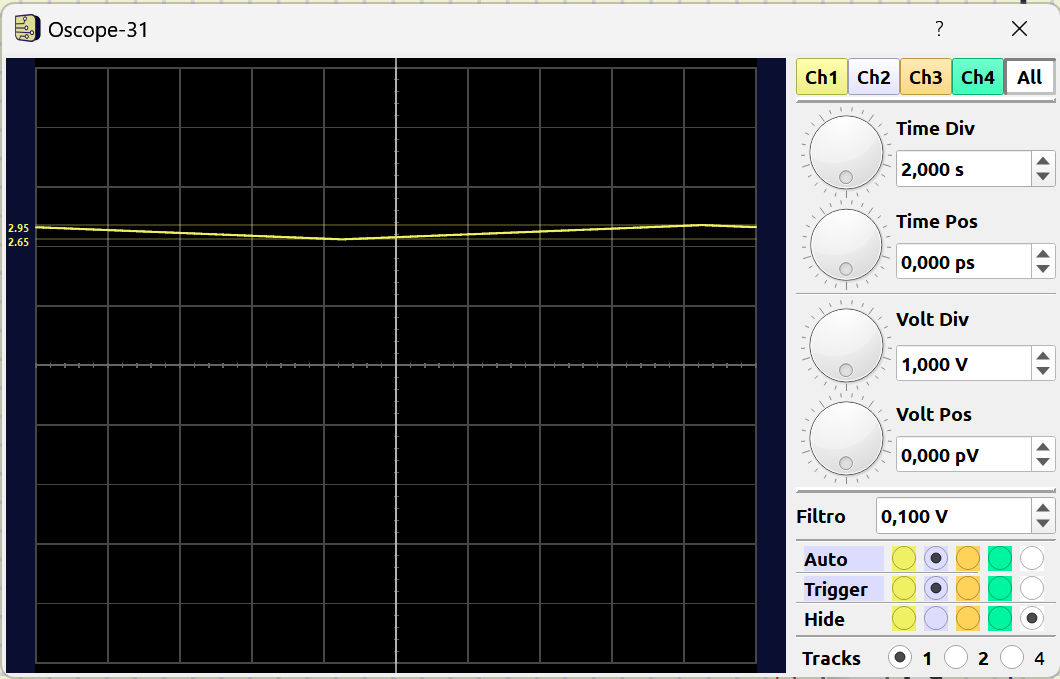 Oscope-31
?
Ch1 Ch2 Ch3 Ch4 All
Time Div
2,000 s
Time Pos
0,000 ps
2.95
2.65
Volt Div
1,000 V
Volt Pos
0,000 pV
Filtro 0,100 V
Auto
Trigger
Hide
Tracks 1 2 4